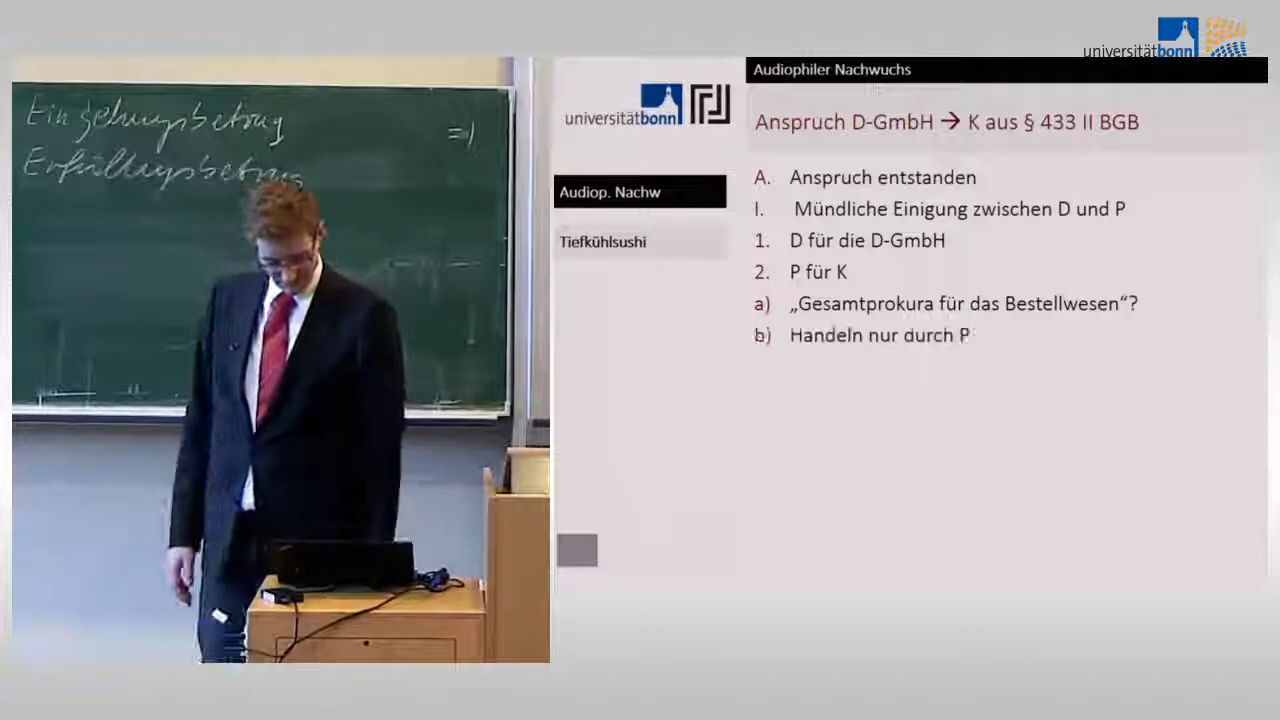 universitätbonn
Eingehungsbetrug
=)
Erfüllungsbetrug
universitätbonn
Audiop. Nachw
Tiefkühlsushi
Audiophiler Nachwuchs
Anspruch D-GmbH → K aus § 433 II BGB
A. Anspruch entstanden
I. Mündliche Einigung zwischen D und P
1. D für die D-GmbH
2. P für K
a) „Gesamtprokura für das Bestellwesen“?
b) Handeln nur durch P